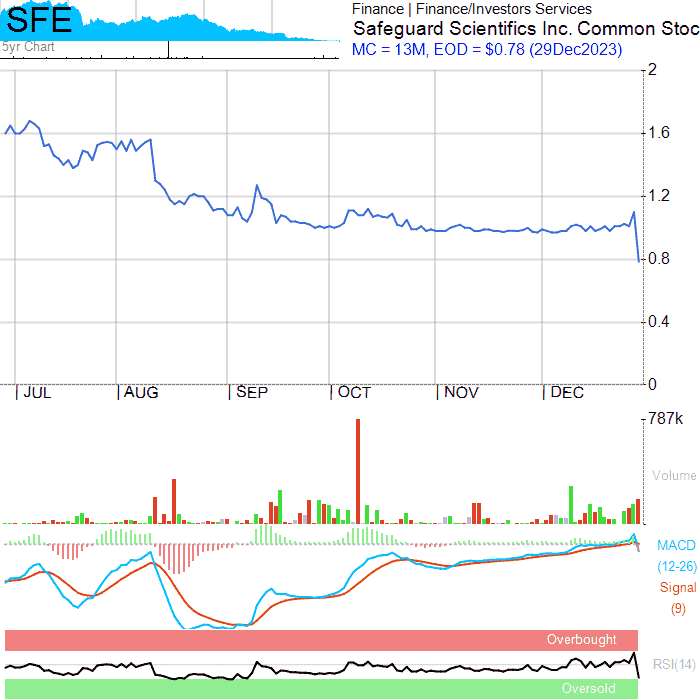 SFE
5yr Chart
Finance | Finance/Investors Services
Safeguard Scientifics Inc. Common Stoc
MC = 13M, EOD = $0.78 (29Dec2023)
2
1.6
1.2
0.8
0.4
0
JUL
AUG
SEP
OCT
NOV
DEC
787k
Volume
MACD
(12-26)
Signal
(9)
Overbought
RSI(14)
Oversold